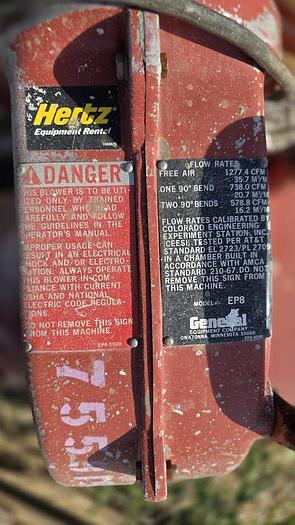 Hertz
Equipment Rental
DANGER
THIS BLOWER IS TO BE UTI-
LIZED ONLY BY TRAINED
PERSONNEL WHO READ
CAREFULLY AND FOLLOW
THE GUIDELINES IN THE
OPERATOR'S MANUAL.
IMPROPER USAGE CAN
RESULT IN AN ELECTRICAL
SHOCK AND/OR ELECTRO-
CUTION. ALWAYS OPERATE
THIS BLOWER IN COM-
PLIANCE WITH CURRENT
OSHA AND NATIONAL
ELECTRIC CODE REGULA-
TIONS.
DO NOT REMOVE THIS SIGN
FROM THIS MACHINE.
FLOW RATES
FREE AIR 1277.4 CFM
35.7 M/M
ONE 90° BEND 738.0 CFM
20.7 M/M
TWO 90° BENDS 578.8 CFM
16.2 M/M
FLOW RATES CALIBRATED BY
COLORADO ENGINEERING
EXPERIMENT STATION, INC.
(CEESI) TESTED PER AT&T
STANDARD EL 2723/PL 2709
IN A CHAMBER BUILT IN
ACCORDANCE WITH AMCA
STANDARD 210-67. DO NOT
REMOVE THIS SIGN FROM
THIS MACHINE.
MODEL: EP8
General
EQUIPMENT COMPANY
OWATONNA, MINNESOTA 55060
755